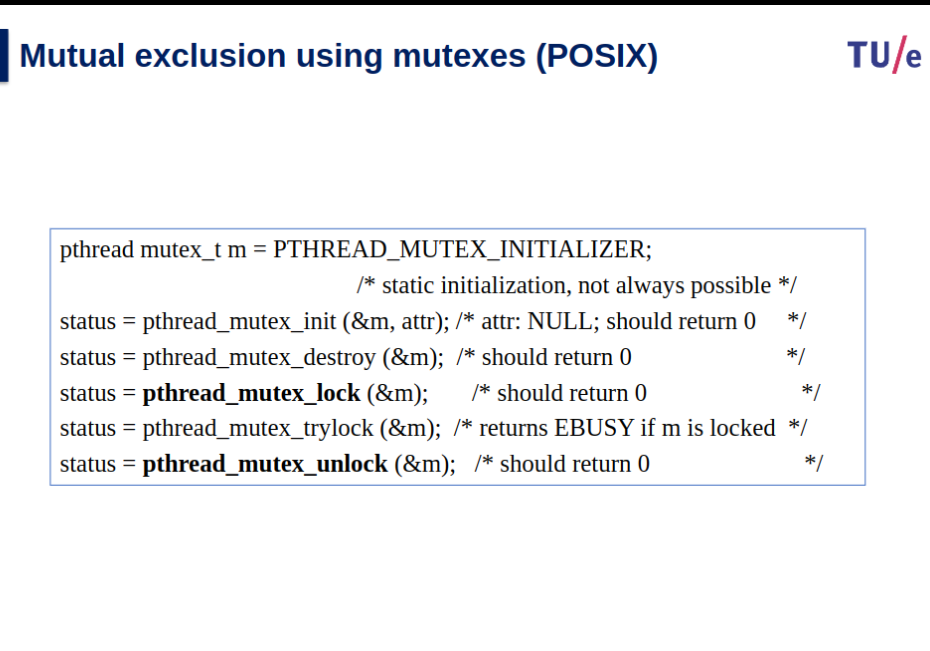 Mutual exclusion using mutexes (POSIX)
TU/e
pthread mutex_t m = PTHREAD_MUTEX_INITIALIZER;
/* static initialization, not always possible */
status = pthread_mutex_init (&m, attr); /* attr: NULL; should return 0 */
status = pthread_mutex_destroy (&m); /* should return 0 */
status = pthread_mutex_lock (&m); /* should return 0 */
status = pthread_mutex_trylock (&m); /* returns EBUSY if m is locked */
status = pthread_mutex_unlock (&m); /* should return 0 */